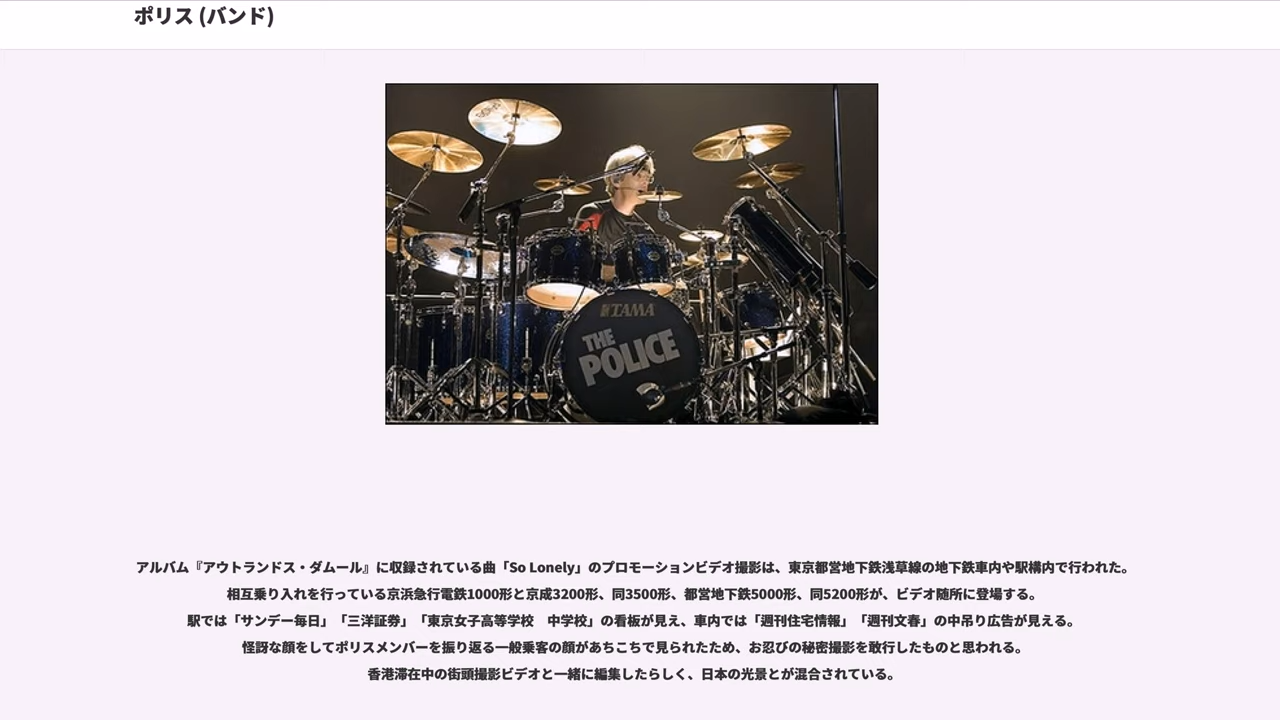 ポリス (バンド)
TAMA
THE
POLICE
アルバム『アウトランドス・ダムール』に収録されている曲「So Lonely」のプロモーションビデオ撮影は、東京都営地下鉄浅草線の地下鉄車内や駅構内で行われた。
相互乗り入れを行っている京浜急行電鉄1000形と京成3200形、同3500形、都営地下鉄5000形、同5200形が、ビデオ随所に登場する。
駅では「サンデー毎日」「三洋証券」「東京女子高等学校　中学校」の看板が見え、車内では「週刊住宅情報」「週刊文春」の中吊り広告が見える。
怪訝な顔をしてポリスメンバーを振り返る一般乗客の顔があちこちで見られたため、お忍びの秘密撮影を敢行したものと思われる。
香港滞在中の街頭撮影ビデオと一緒に編集したらしく、日本の光景とが混合されている。